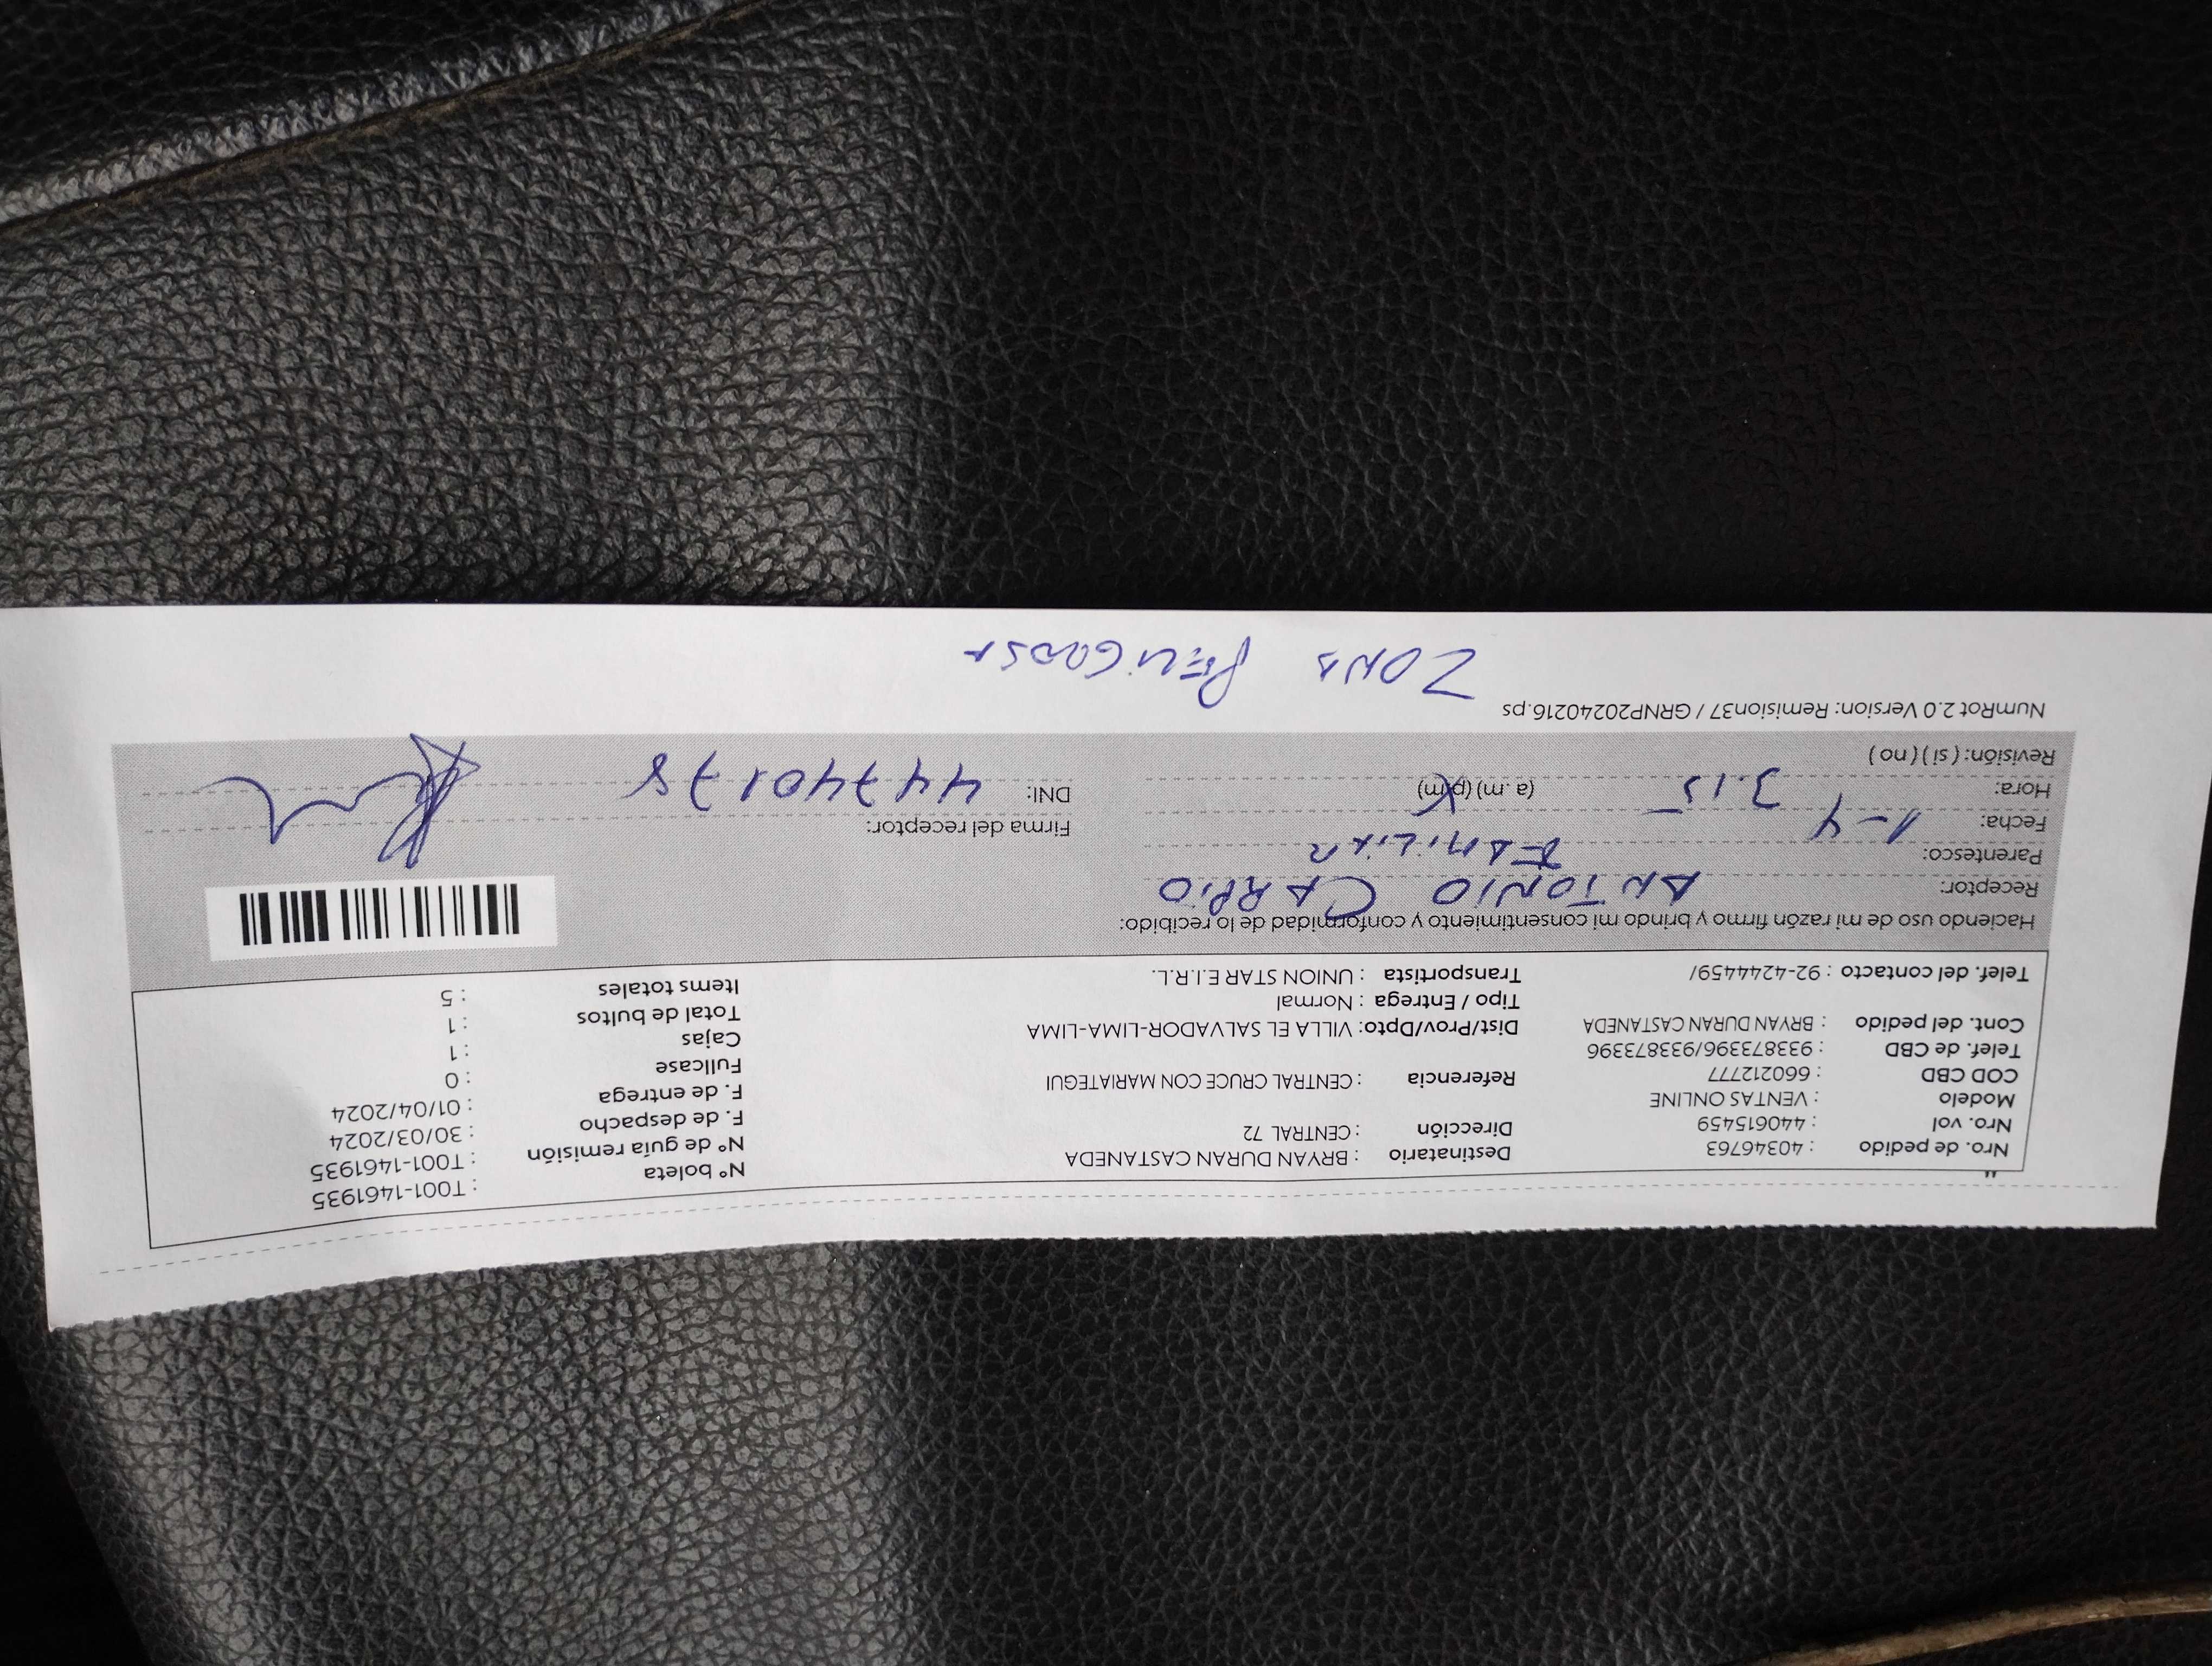 Nro. de pedido : 40346763
Nro. vol : 440615459
Modelo : VENTAS ONLINE
COD CBD : 660212777
Telef. de CBD : 933873396/933873396
Cont. del pedido : BRYAN DURAN CASTANEDA
Telef. del contacto : 92-4244459/
Destinatario : BRYAN DURAN CASTANEDA
Dirección : CENTRAL 72
Referencia : CENTRAL CRUCE CON MARIATEGUI
Dist/Prov/Dpto: VILLA EL SALVADOR-LIMA-LIMA
Tipo / Entrega : Normal
Transportista : UNION STAR E.I.R.L.
N° boleta : T001-1461935
N° de guía remisión : T001-1461935
F. de despacho : 30/03/2024
F. de entrega : 01/04/2024
Fullcase : 0
Cajas : 1
Total de bultos : 1
Items totales : 5
Haciendo uso de mi razón firmo y brindo mi consentimiento y conformidad de lo recibido:
Receptor: ANTONIO CARPIO
Parentesco: FAMILIAR
Fecha: 1-4
Hora: 3.15 (a.m) (p.m)
Revisión: ( si ) ( no )
Firma del receptor:
DNI: 44740178
NumRot 2.0 Version: Remision37 / GRNP20240216.ps
ZONA PELIGROSA